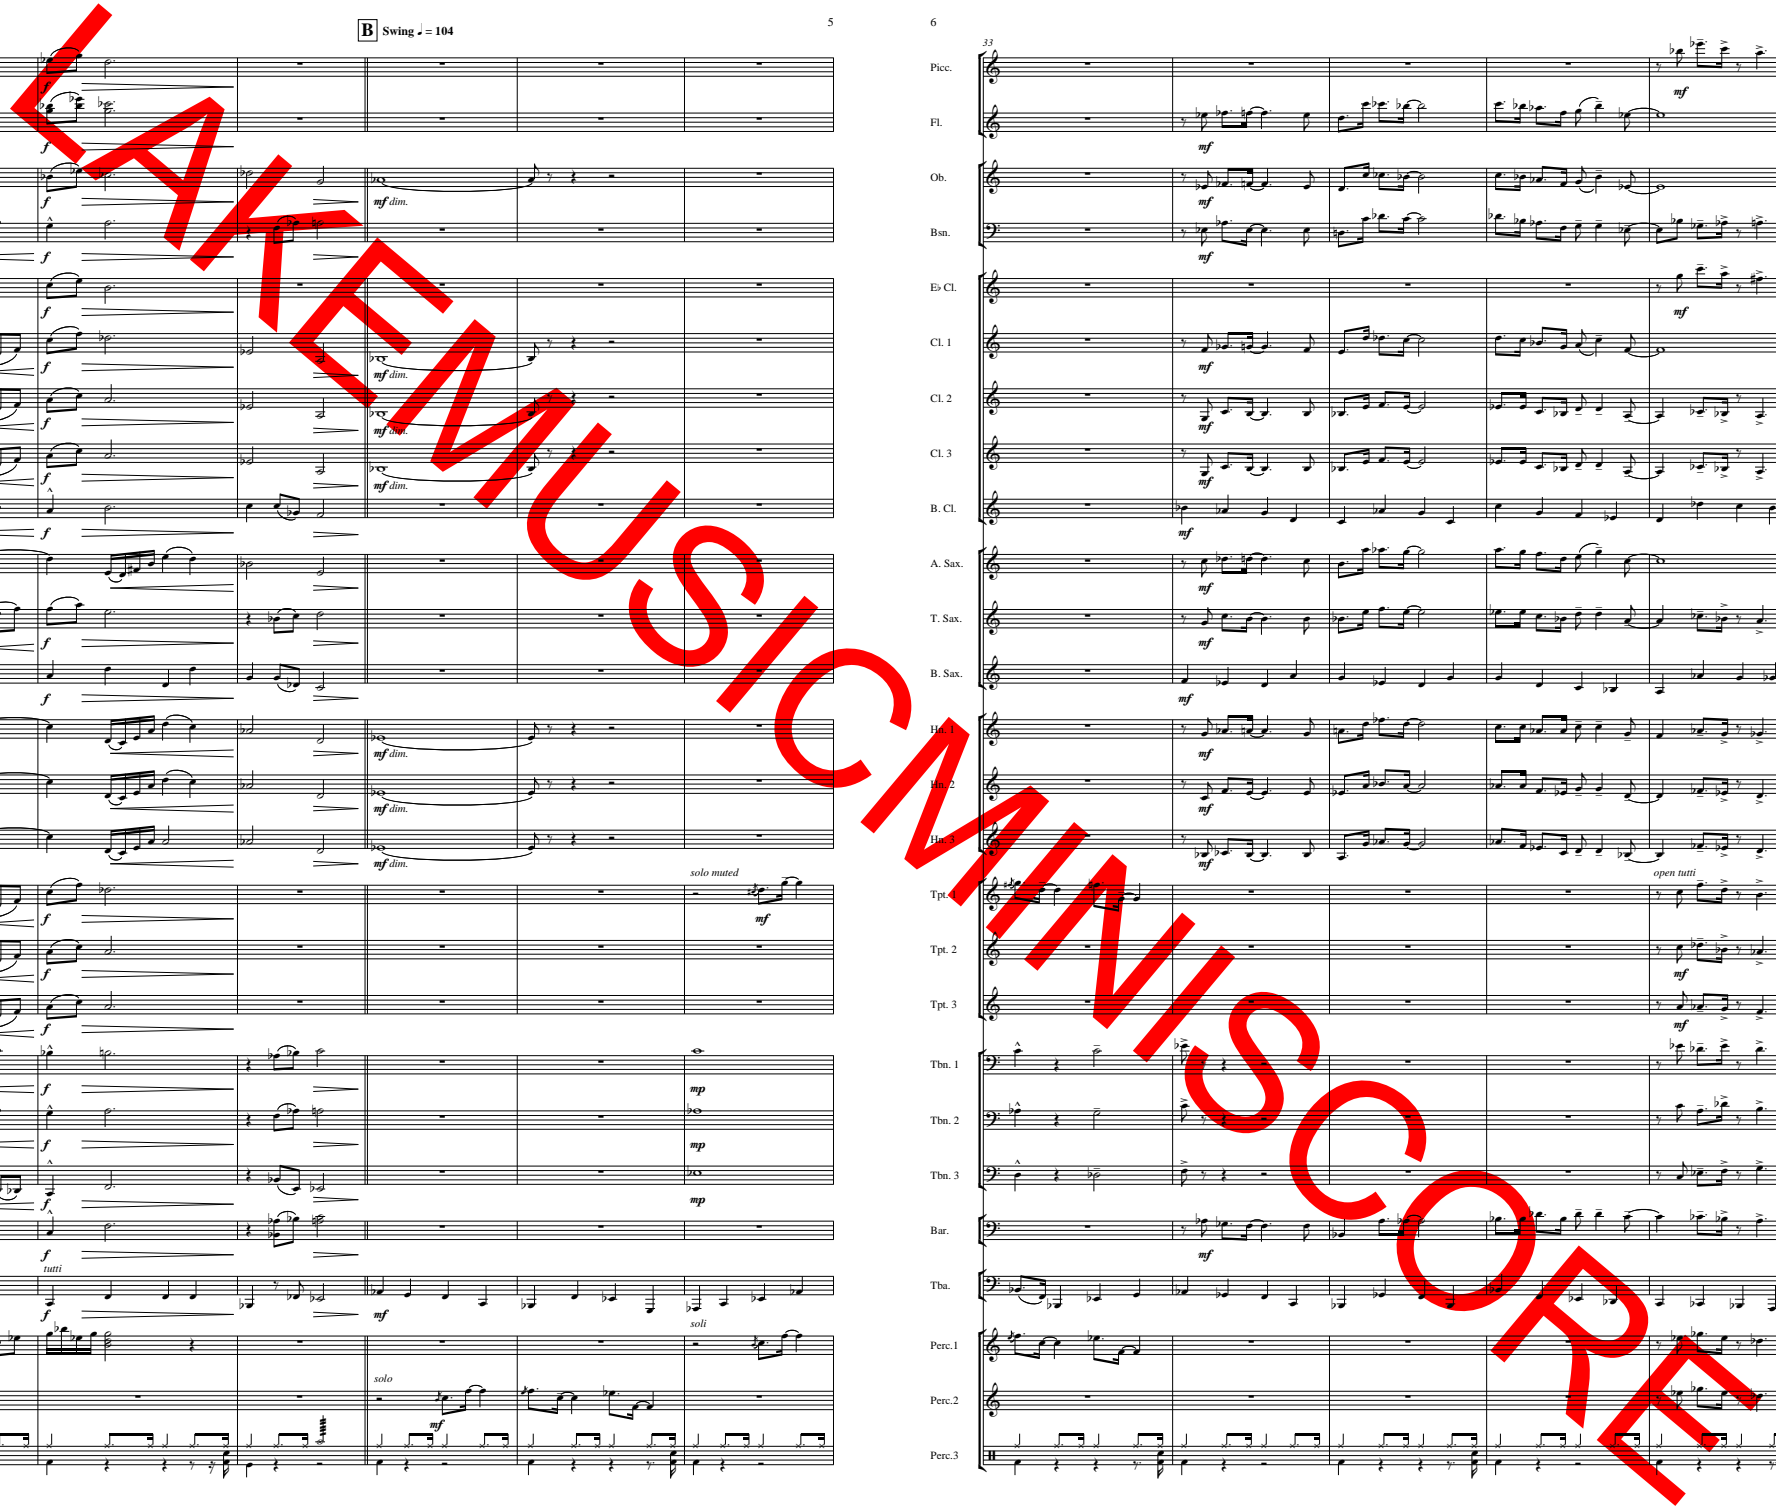 B Swing ♩ = 104
5
f
f
f
mf dim.
f
f
f
mf dim.
f
mf dim.
f
mf dim.
f
f
f
mf dim.
mf dim.
mf dim.
solo muted
f
mf
f
f
f
mp
f
mp
f
mp
f
tutti
f
mf
soli
solo
mf
6
33
Picc.
mf
Fl.
mf
Ob.
mf
Bsn.
mf
E♭ Cl.
mf
Cl. 1
mf
Cl. 2
mf
Cl. 3
mf
B. Cl.
mf
A. Sax.
mf
T. Sax.
mf
B. Sax.
mf
Hn. 1
mf
Hn. 2
mf
Hn. 3
mf
open tutti
Tpt. 1
Tpt. 2
mf
Tpt. 3
mf
Tbn. 1
Tbn. 2
Tbn. 3
Bar.
mf
Tba.
Perc.1
Perc.2
Perc.3
LAKEMUSICMINISCORE